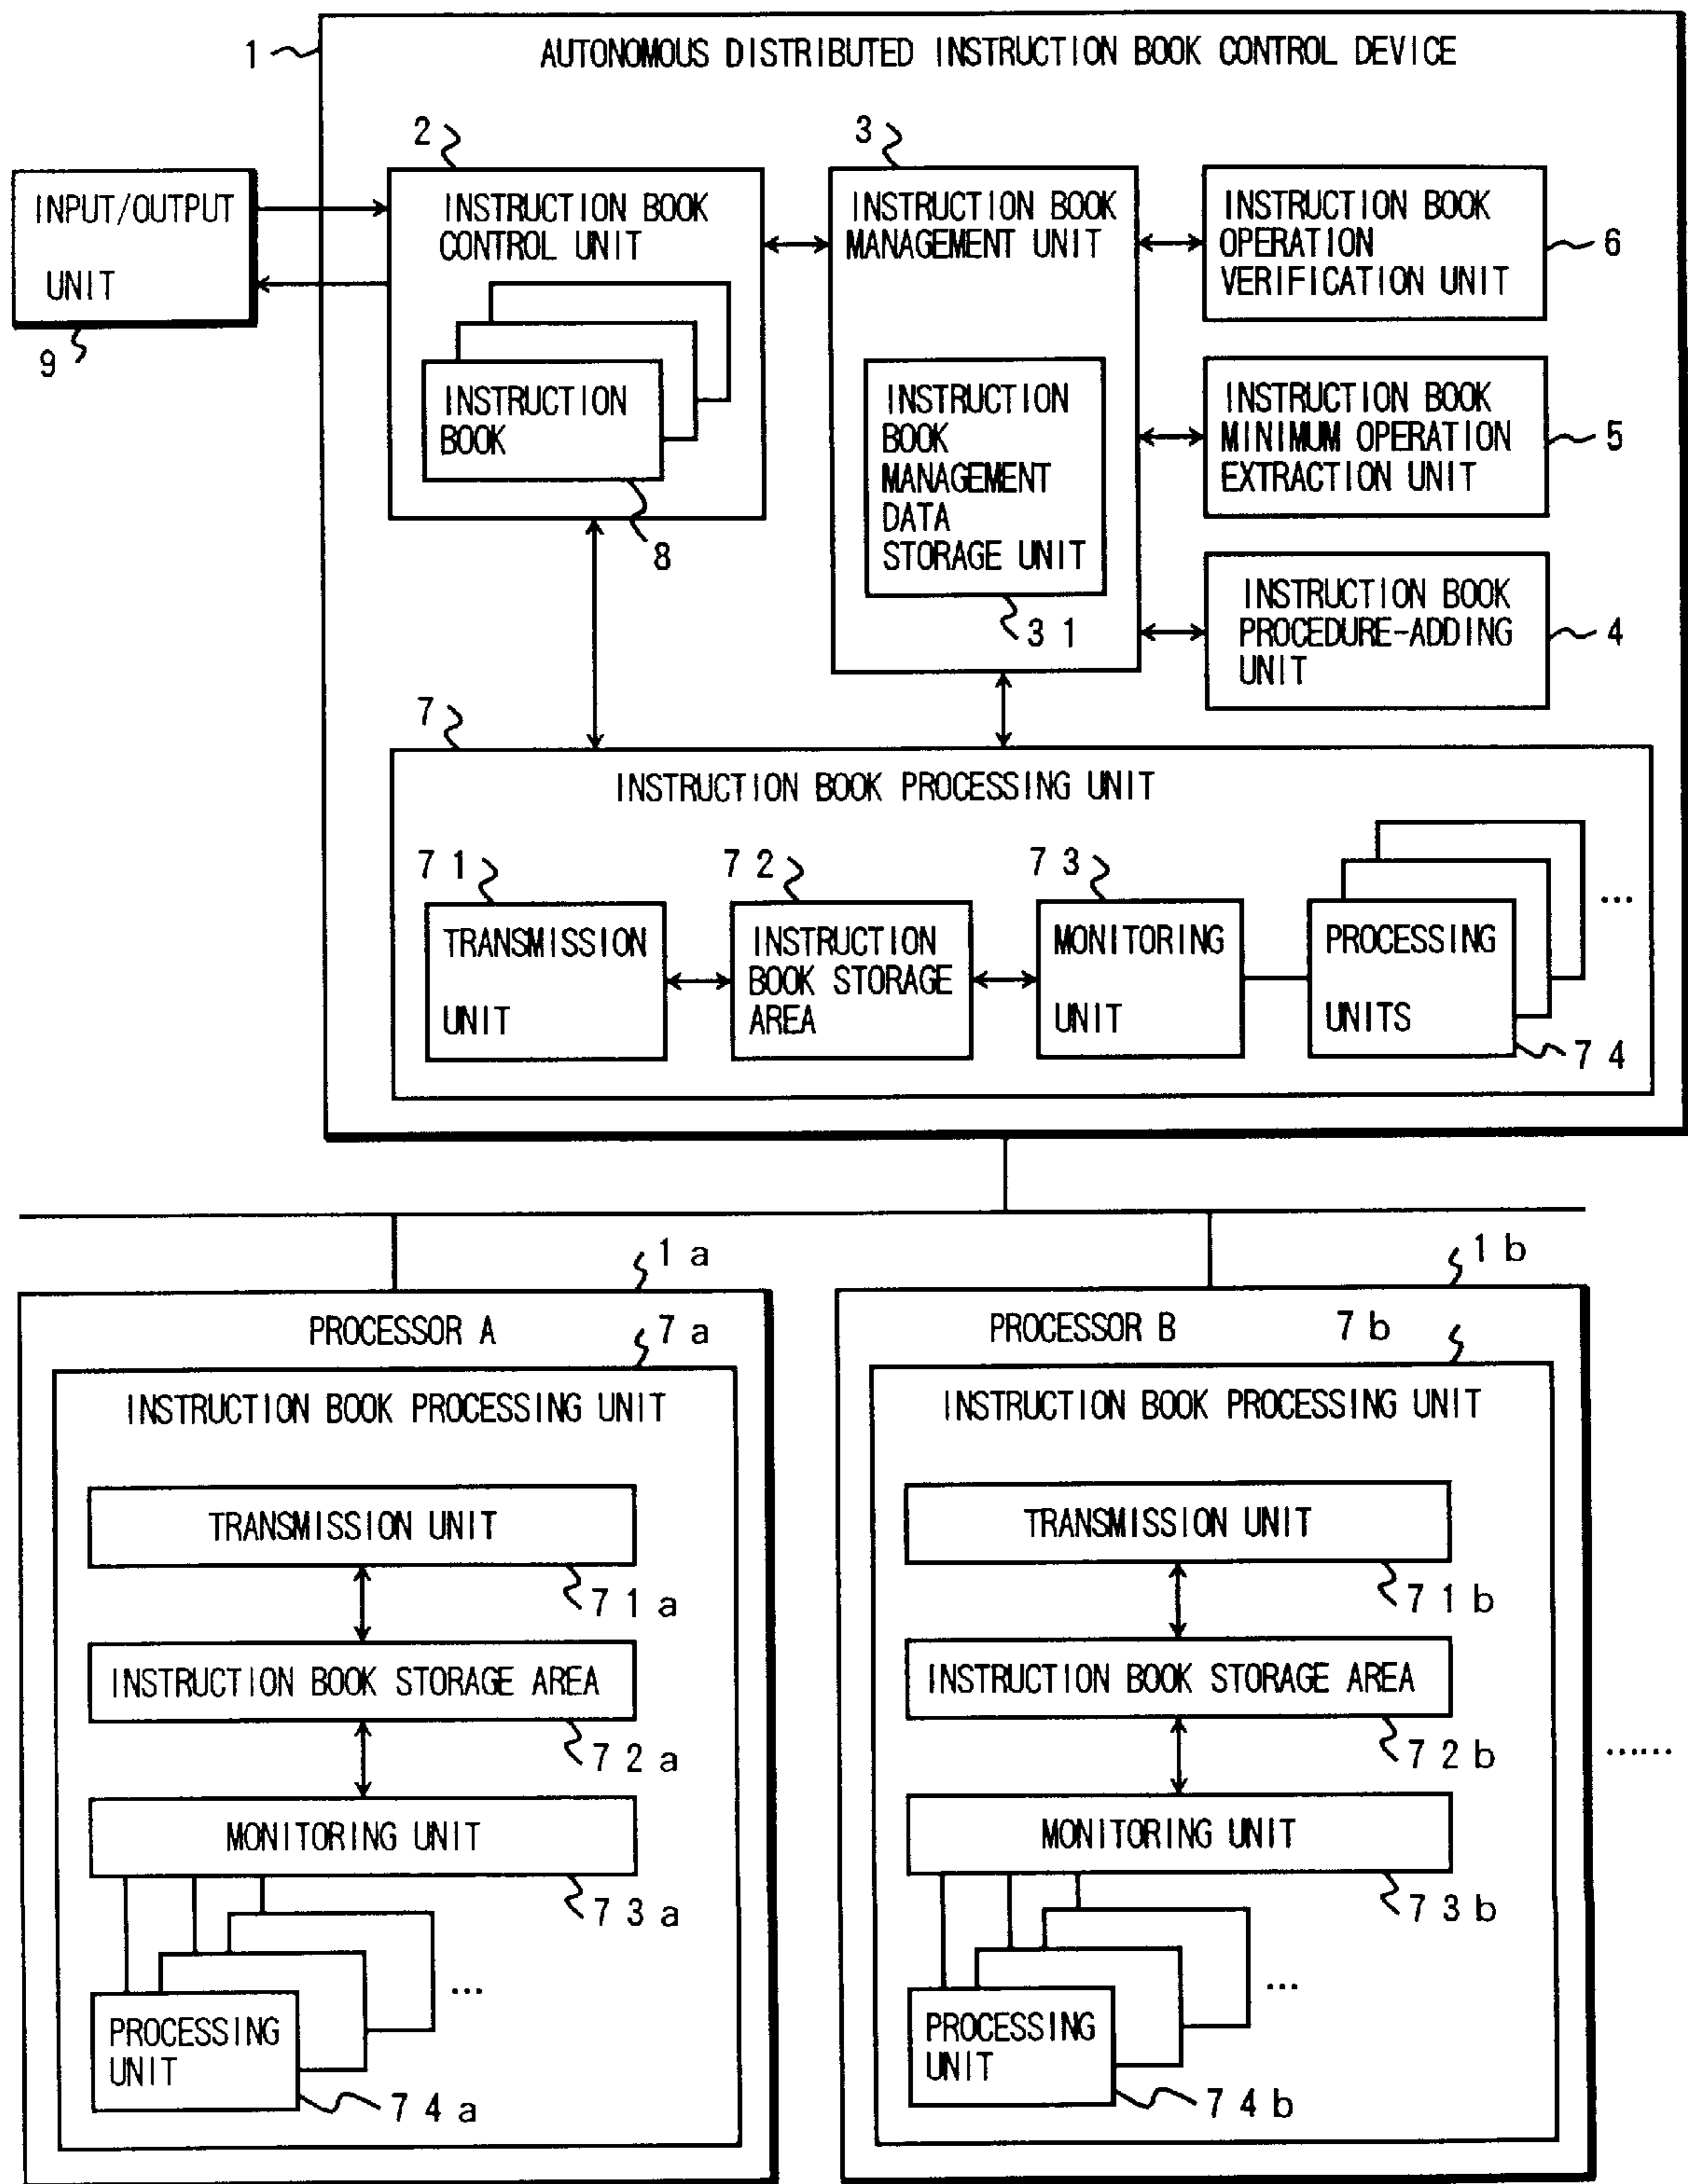 1
AUTONOMOUS DISTRIBUTED INSTRUCTION BOOK CONTROL DEVICE
2
3
INPUT/OUTPUT
UNIT
9
INSTRUCTION BOOK
CONTROL UNIT
INSTRUCTION
BOOK
8
INSTRUCTION BOOK
MANAGEMENT UNIT
INSTRUCTION
BOOK
MANAGEMENT
DATA
STORAGE UNIT
31
INSTRUCTION BOOK
OPERATION
VERIFICATION UNIT
6
INSTRUCTION BOOK
MINIMUM OPERATION
EXTRACTION UNIT
5
INSTRUCTION BOOK
PROCEDURE-ADDING
UNIT
4
7
INSTRUCTION BOOK PROCESSING UNIT
71
TRANSMISSION
UNIT
72
INSTRUCTION
BOOK STORAGE
AREA
73
MONITORING
UNIT
PROCESSING
UNITS
...
74
1a
PROCESSOR A
7a
INSTRUCTION BOOK PROCESSING UNIT
TRANSMISSION UNIT
71a
INSTRUCTION BOOK STORAGE AREA
72a
MONITORING UNIT
73a
...
PROCESSING
UNIT
74a
1b
PROCESSOR B
7b
INSTRUCTION BOOK PROCESSING UNIT
TRANSMISSION UNIT
71b
INSTRUCTION BOOK STORAGE AREA
72b
MONITORING UNIT
73b
...
PROCESSING
UNIT
74b
......